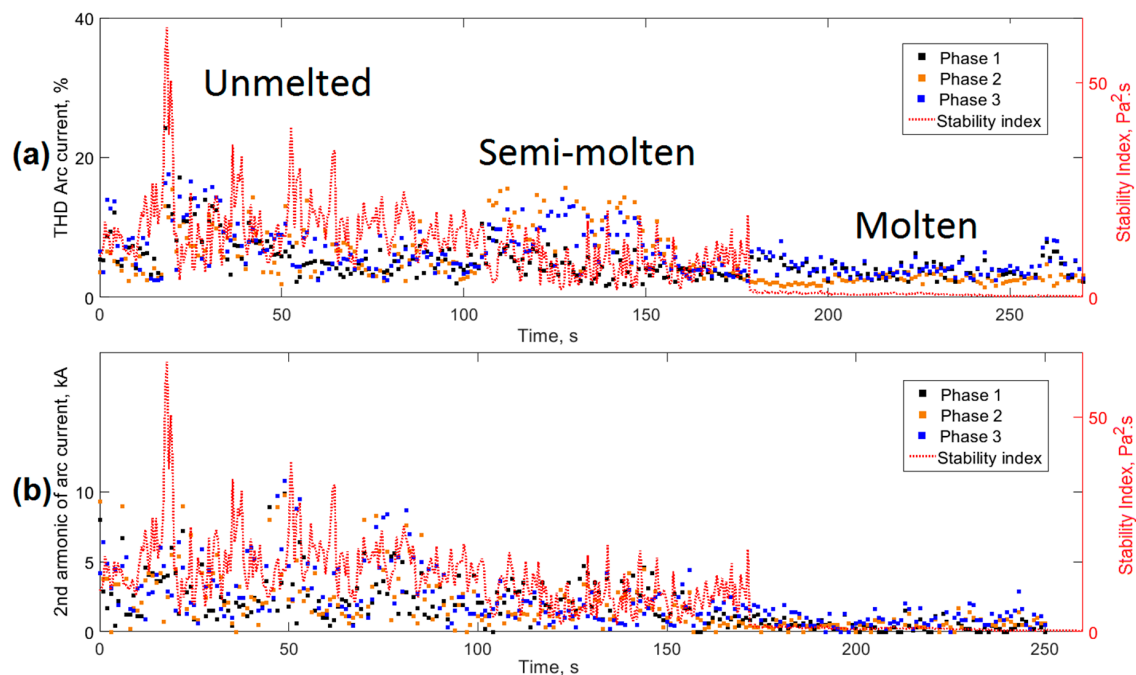 (a)
THD Arc current, %
40
20
0
Unmelted
Semi-molten
Molten
Phase 1
Phase 2
Phase 3
Stability index
50
0
Stability Index, Pa².s
0
50
100
150
200
250
Time, s
(b)
2nd armonic of arc current, kA
10
5
0
Phase 1
Phase 2
Phase 3
Stability index
50
0
Stability Index, Pa².s
0
50
100
150
200
250
Time, s